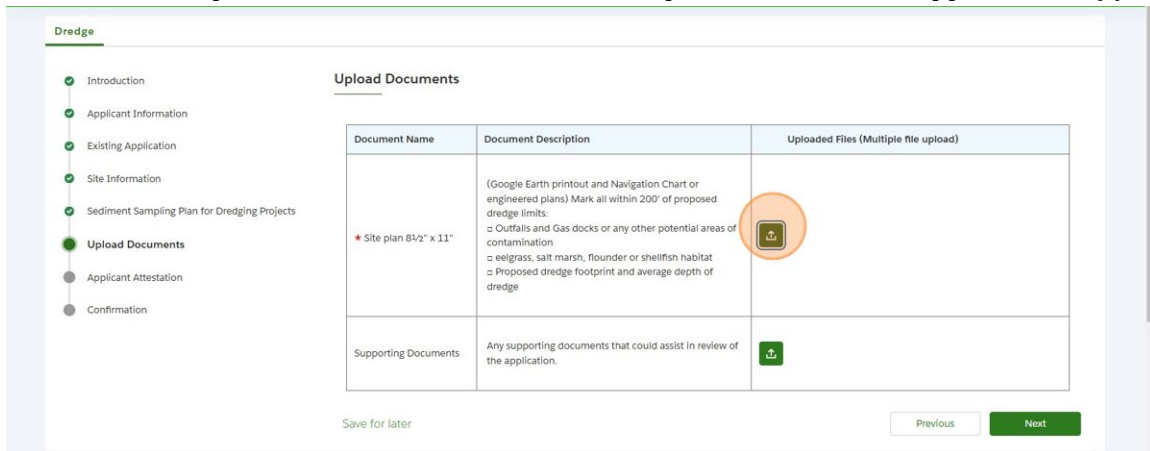 Dredge
Introduction
Applicant Information
Existing Application
Site Information
Sediment Sampling Plan for Dredging Projects
Upload Documents
Applicant Attestation
Confirmation
Upload Documents
Document Name
Document Description
Uploaded Files (Multiple file upload)
* Site plan 8½" x 11"
(Google Earth printout and Navigation Chart or
engineered plans) Mark all within 200' of proposed
dredge limits:
□ Outfalls and Gas docks or any other potential areas of
contamination
□ eelgrass, salt marsh, flounder or shellfish habitat
□ Proposed dredge footprint and average depth of
dredge
Supporting Documents
Any supporting documents that could assist in review of
the application.
Save for later
Previous
Next